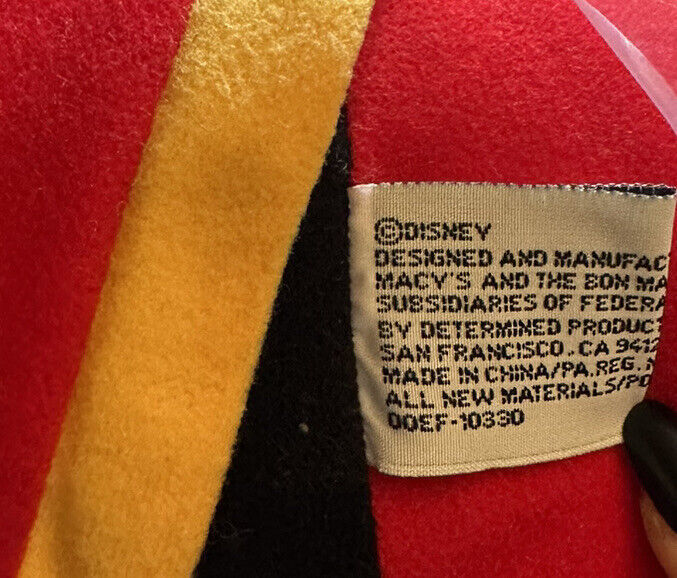 ©DISNEY
DESIGNED AND MANUFAC
MACY'S AND THE BON MA
SUBSIDIARIES OF FEDERA
BY DETERMINED PRODUCT
SAN FRANCISCO, CA 9412
MADE IN CHINA/PA.REG.N
ALL NEW MATERIALS/PO
00EF-10330